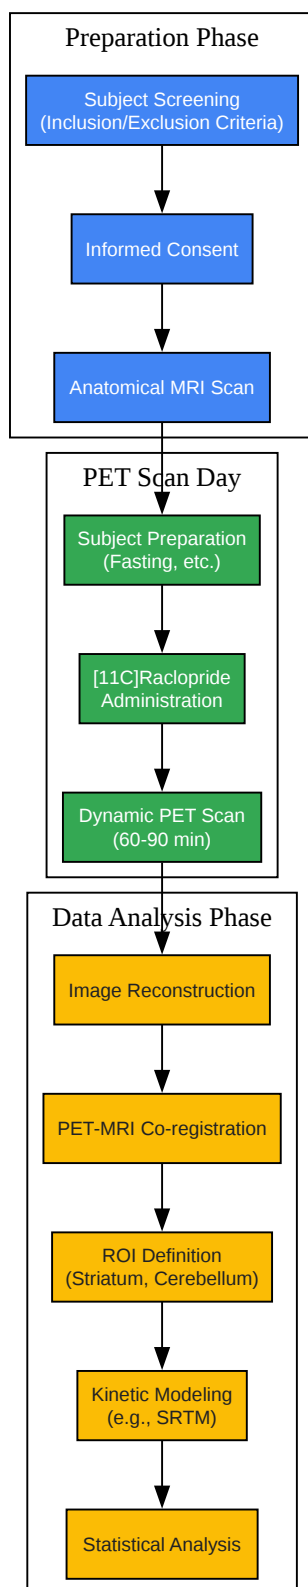 Preparation Phase
Subject Screening
(Inclusion/Exclusion Criteria)
Informed Consent
Anatomical MRI Scan
PET Scan Day
Subject Preparation
(Fasting, etc.)
[11C]Raclopride
Administration
Dynamic PET Scan
(60-90 min)
Data Analysis Phase
Image Reconstruction
PET-MRI Co-registration
ROI Definition
(Striatum, Cerebellum)
Kinetic Modeling
(e.g., SRTM)
Statistical Analysis